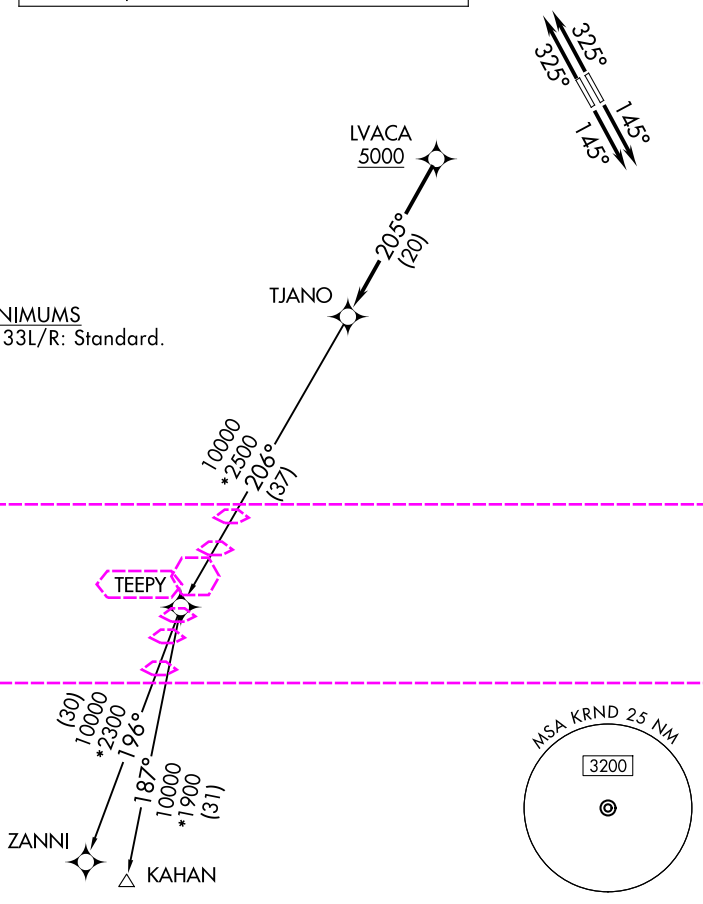 325°
325°
145°
145°
LVACA
5000
205°
(20)
TJANO
NIMUMS
33L/R: Standard.
10000
*2500
206°
(37)
TEEPY
(30)
10000
*2300
196°
187°
10000
*1900
(31)
MSA KRND 25 NM
3200
ZANNI
KAHAN